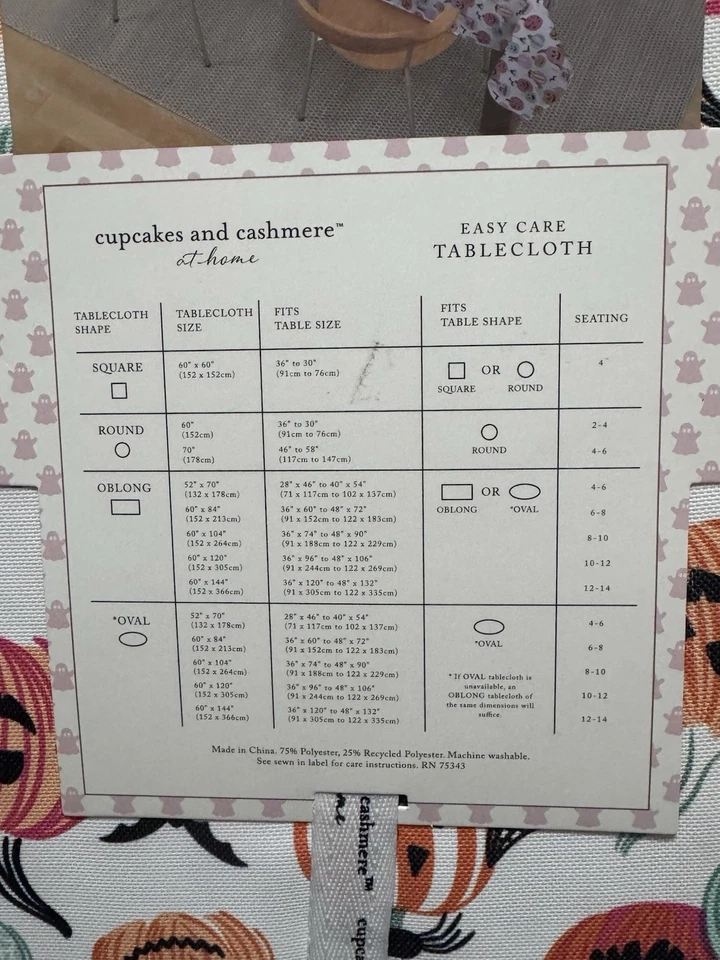 cupcakes and cashmere™
at home
EASY CARE
TABLECLOTH
TABLECLOTH SHAPE
TABLECLOTH SIZE
FITS TABLE SIZE
FITS TABLE SHAPE
SEATING
SQUARE
60" x 60"
(152 x 152cm)
36" to 30"
(91cm to 76cm)
OR
SQUARE
ROUND
4
ROUND
60"
(152cm)
36" to 30"
(91cm to 76cm)
2-4
70"
(178cm)
46" to 58"
(117cm to 147cm)
4-6
ROUND
OBLONG
52" x 70"
(132 x 178cm)
28" x 46" to 40" x 54"
(71 x 117cm to 102 x 137cm)
4-6
60" x 84"
(152 x 213cm)
36" x 60" to 48" x 72"
(91 x 152cm to 122 x 183cm)
6-8
60" x 104"
(152 x 264cm)
36" x 74" to 48" x 90"
(91 x 188cm to 122 x 229cm)
8-10
60" x 120"
(152 x 305cm)
36" x 96" to 48" x 106"
(91 x 244cm to 122 x 269cm)
10-12
60" x 144"
(152 x 366cm)
36" x 120" to 48" x 132"
(91 x 305cm to 122 x 335cm)
12-14
OR
OBLONG
*OVAL
*OVAL
52" x 70"
(132 x 178cm)
28" x 46" to 40" x 54"
(71 x 117cm to 102 x 137cm)
4-6
60" x 84"
(152 x 213cm)
36" x 60" to 48" x 72"
(91 x 152cm to 122 x 183cm)
6-8
60" x 104"
(152 x 264cm)
36" x 74" to 48" x 90"
(91 x 188cm to 122 x 229cm)
8-10
60" x 120"
(152 x 305cm)
36" x 96" to 48" x 106"
(91 x 244cm to 122 x 269cm)
10-12
60" x 144"
(152 x 366cm)
36" x 120" to 48" x 132"
(91 x 305cm to 122 x 335cm)
12-14
*OVAL
* If OVAL tablecloth is
unavailable, an
OBLONG tablecloth of
the same dimensions will
suffice.
Made in China. 75% Polyester, 25% Recycled Polyester. Machine washable.
See sewn in label for care instructions. RN 75343
cashmere™